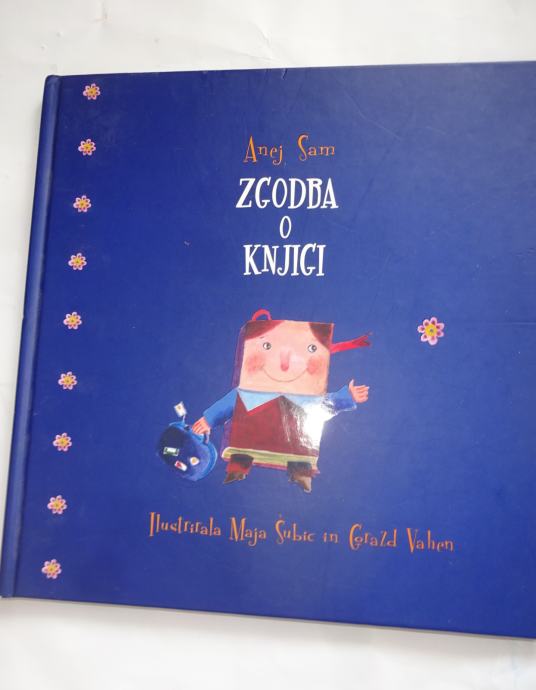 Anej Sam
ZGODBA
O
KNJIGI
Ilustrirala Maja Šubic in Gorazd Vahen